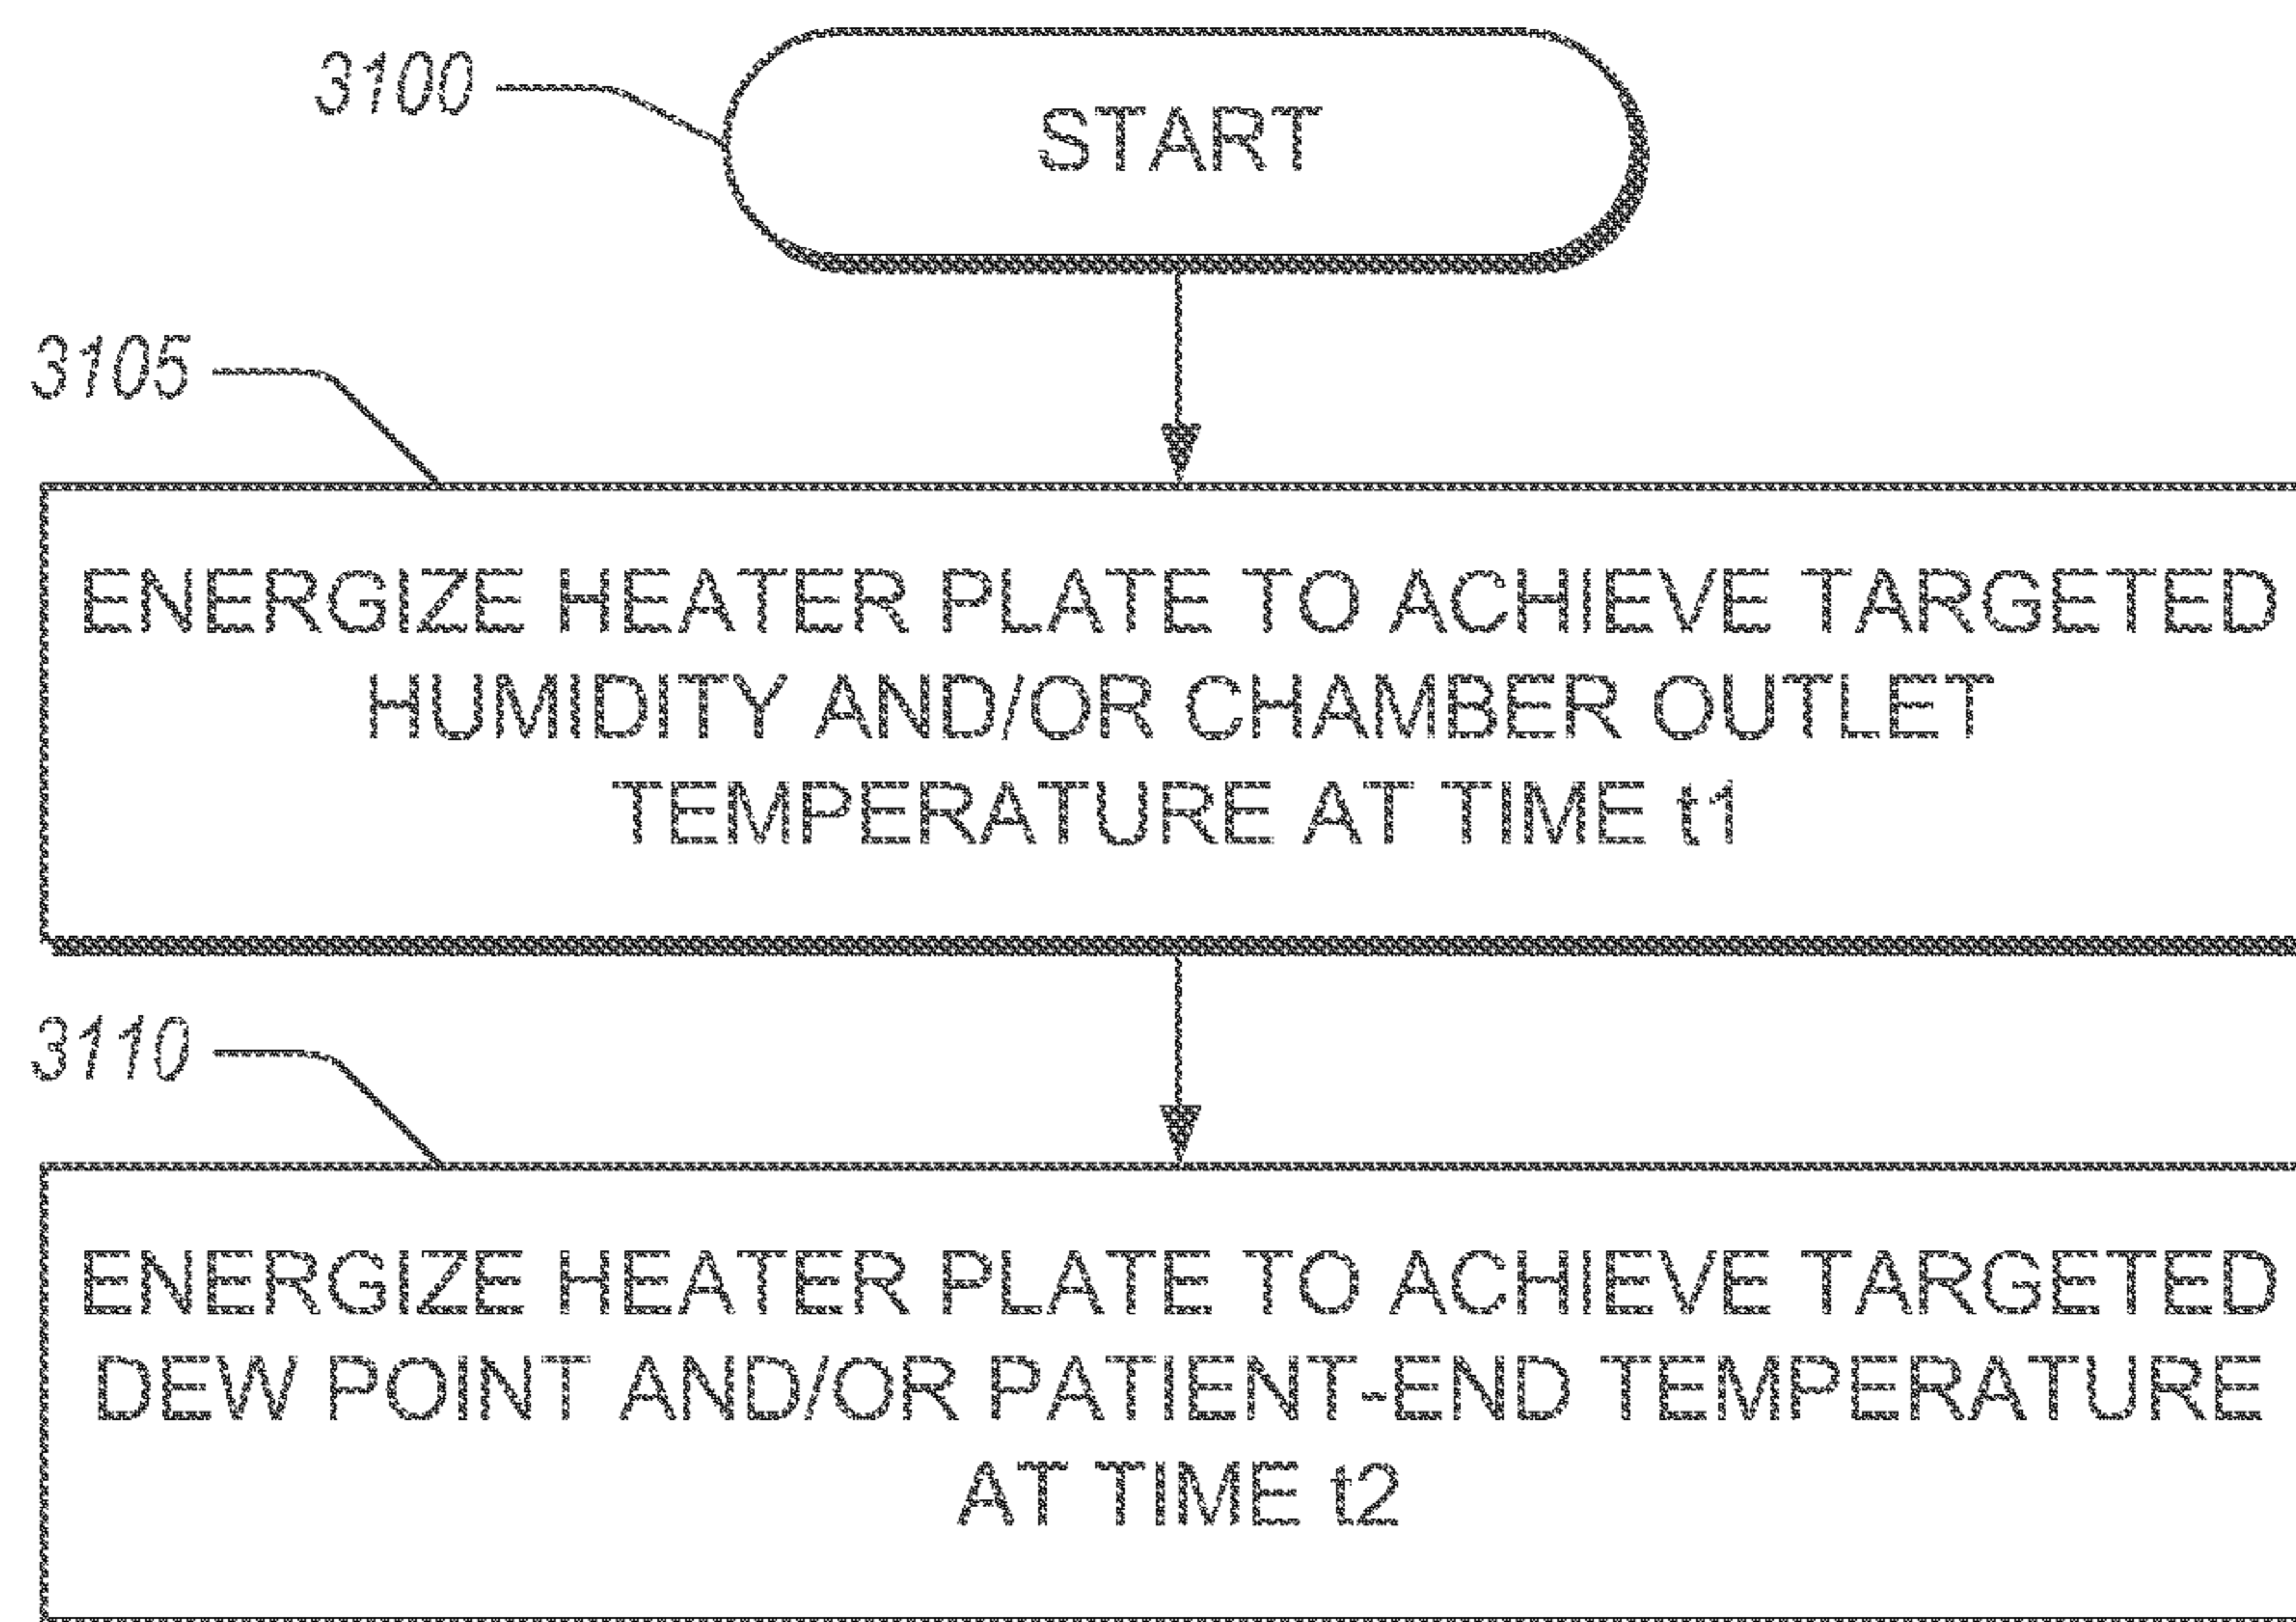 3100
START
3105
ENERGIZE HEATER PLATE TO ACHIEVE TARGETED
HUMIDITY AND/OR CHAMBER OUTLET
TEMPERATURE AT TIME t1
3110
ENERGIZE HEATER PLATE TO ACHIEVE TARGETED
DEW POINT AND/OR PATIENT-END TEMPERATURE
AT TIME t2